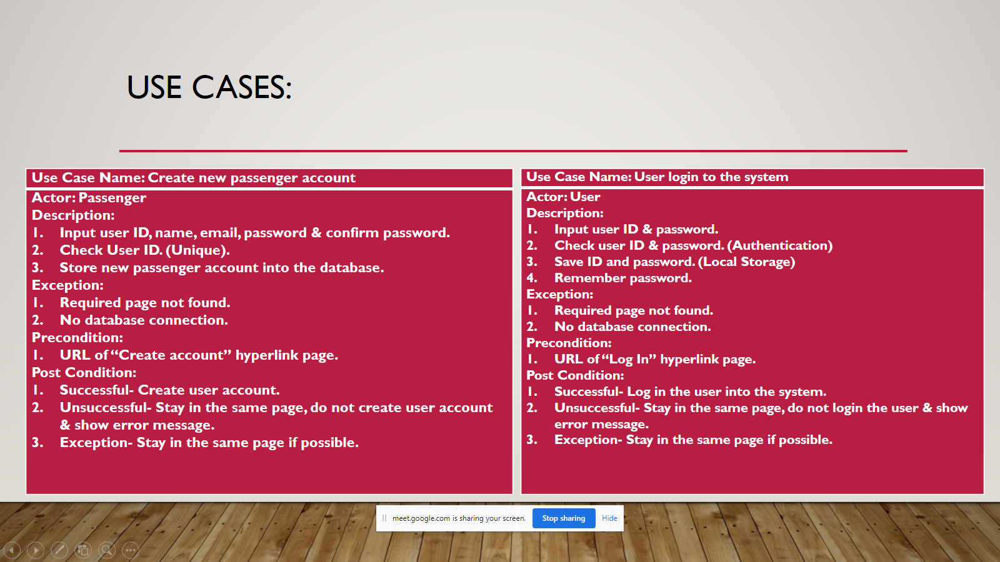 USE CASES:
Use Case Name: Create new passenger account
Actor: Passenger
Description:
1. Input user ID, name, email, password & confirm password.
2. Check User ID. (Unique).
3. Store new passenger account into the database.
Exception:
1. Required page not found.
2. No database connection.
Precondition:
1. URL of “Create account” hyperlink page.
Post Condition:
1. Successful- Create user account.
2. Unsuccessful- Stay in the same page, do not create user account
& show error message.
3. Exception- Stay in the same page if possible.
Use Case Name: User login to the system
Actor: User
Description:
1. Input user ID & password.
2. Check user ID & password. (Authentication)
3. Save ID and password. (Local Storage)
4. Remember password.
Exception:
1. Required page not found.
2. No database connection.
Precondition:
1. URL of “Log In” hyperlink page.
Post Condition:
1. Successful- Log in the user into the system.
2. Unsuccessful- Stay in the same page, do not login the user & show
error message.
3. Exception- Stay in the same page if possible.
meet.google.com is sharing your screen. Stop sharing Hide